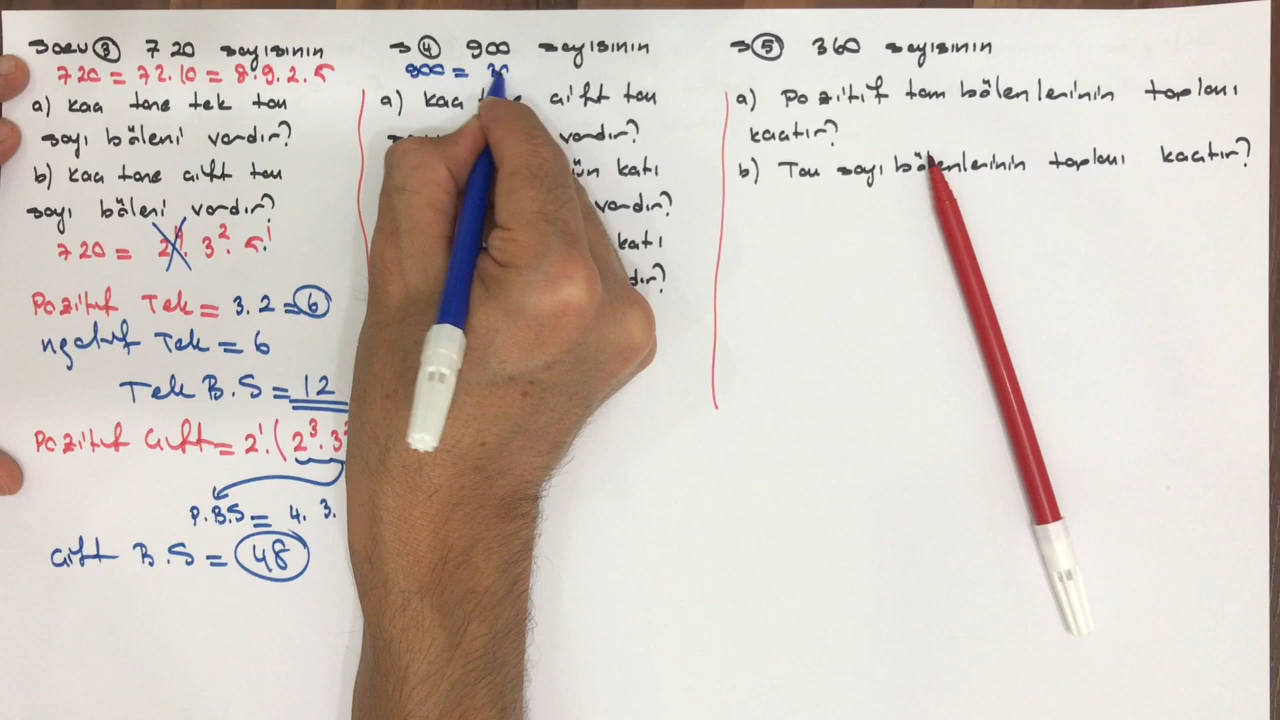 Soru ③ 720 sayısının
720 = 72.10 = 8.9.2.5
a) kaç tane tek tam
sayı böleni vardır?
b) kaç tane çift tam
sayı böleni vardır?
720 = 2⁴. 3². 5¹
Pozitif Tek = 3.2 = 6
negatif Tek = 6
Tek B.S = 12
Pozitif Çift = 2¹.(2³.3²
P.B.S = 4. 3.
Çift B.S = 48
S ④ 900 sayısının
900 =
a) kaç tane çift tam
vardır?
katı
vardır?
katı
S ⑤ 360 sayısının
a) Pozitif tam bölenlerinin toplamı
kaçtır?
b) Tam sayı bölenlerinin toplamı kaçtır?